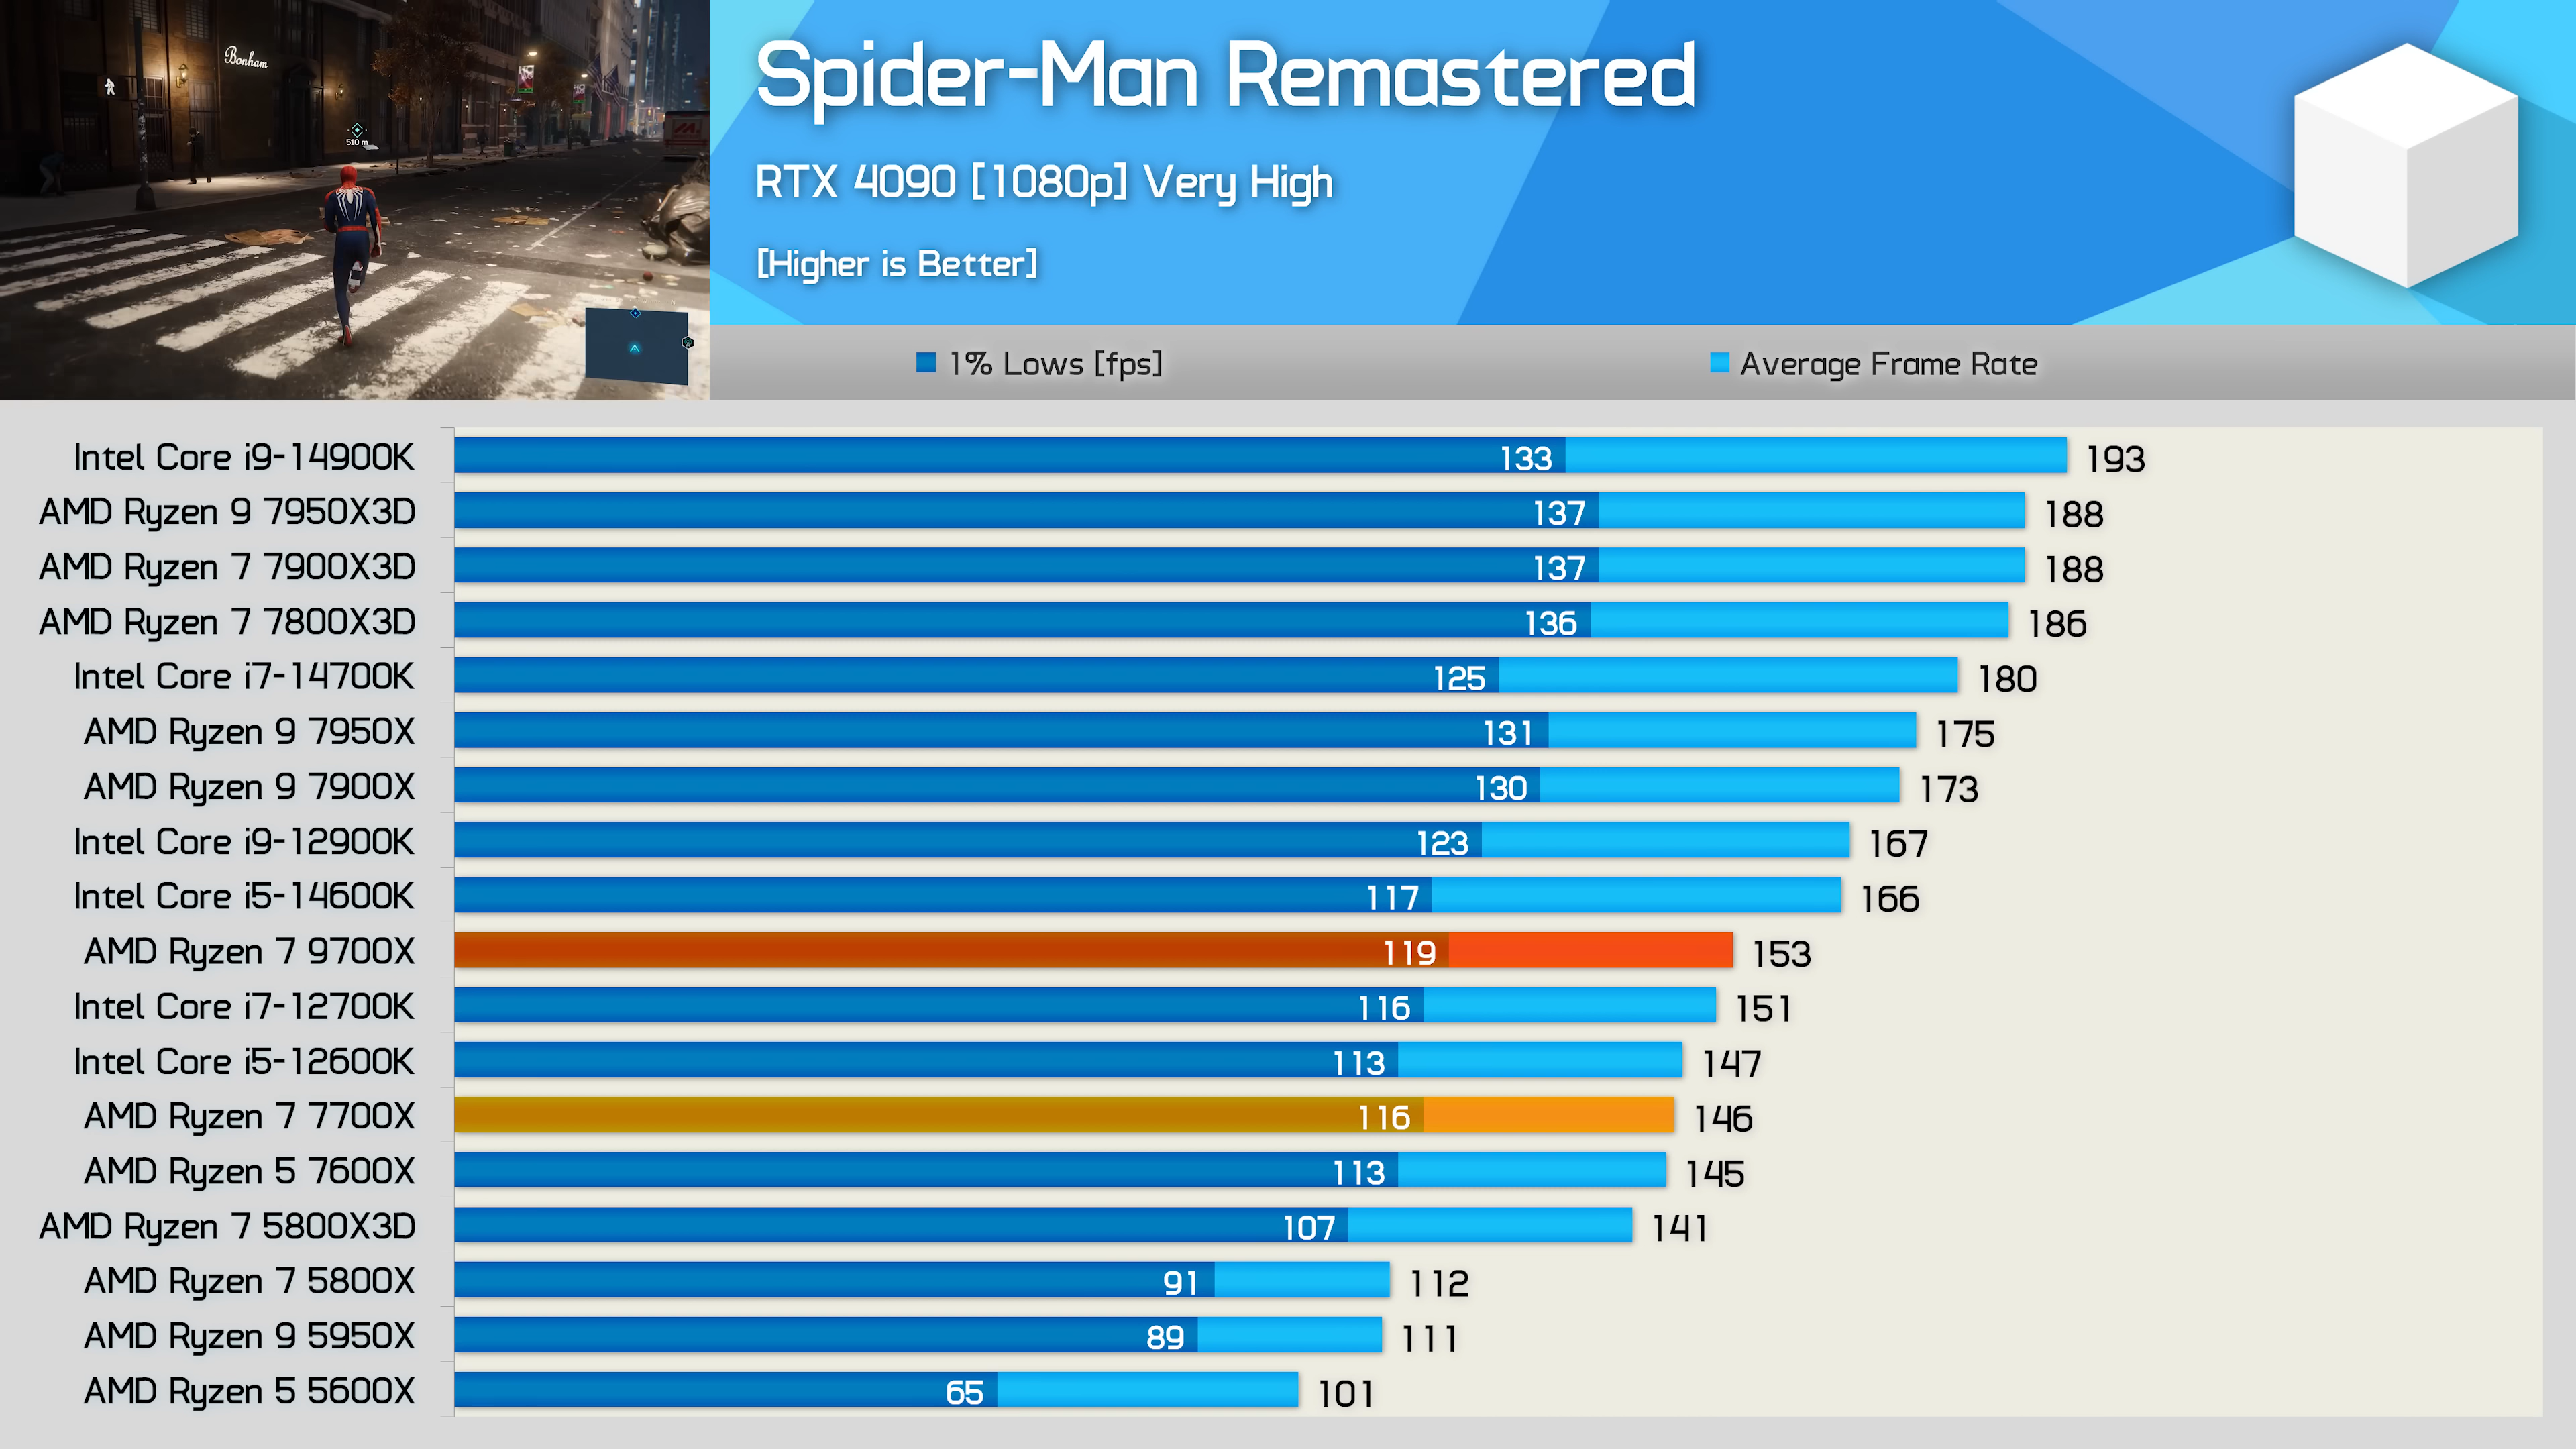 Bonham
510 m
Spider-Man Remastered
RTX 4090 [1080p] Very High
[Higher is Better]
1% Lows [fps] Average Frame Rate
Intel Core i9-14900K 133 193
AMD Ryzen 9 7950X3D 137 188
AMD Ryzen 7 7900X3D 137 188
AMD Ryzen 7 7800X3D 136 186
Intel Core i7-14700K 125 180
AMD Ryzen 9 7950X 131 175
AMD Ryzen 9 7900X 130 173
Intel Core i9-12900K 123 167
Intel Core i5-14600K 117 166
AMD Ryzen 7 9700X 119 153
Intel Core i7-12700K 116 151
Intel Core i5-12600K 113 147
AMD Ryzen 7 7700X 116 146
AMD Ryzen 5 7600X 113 145
AMD Ryzen 7 5800X3D 107 141
AMD Ryzen 7 5800X 91 112
AMD Ryzen 9 5950X 89 111
AMD Ryzen 5 5600X 65 101